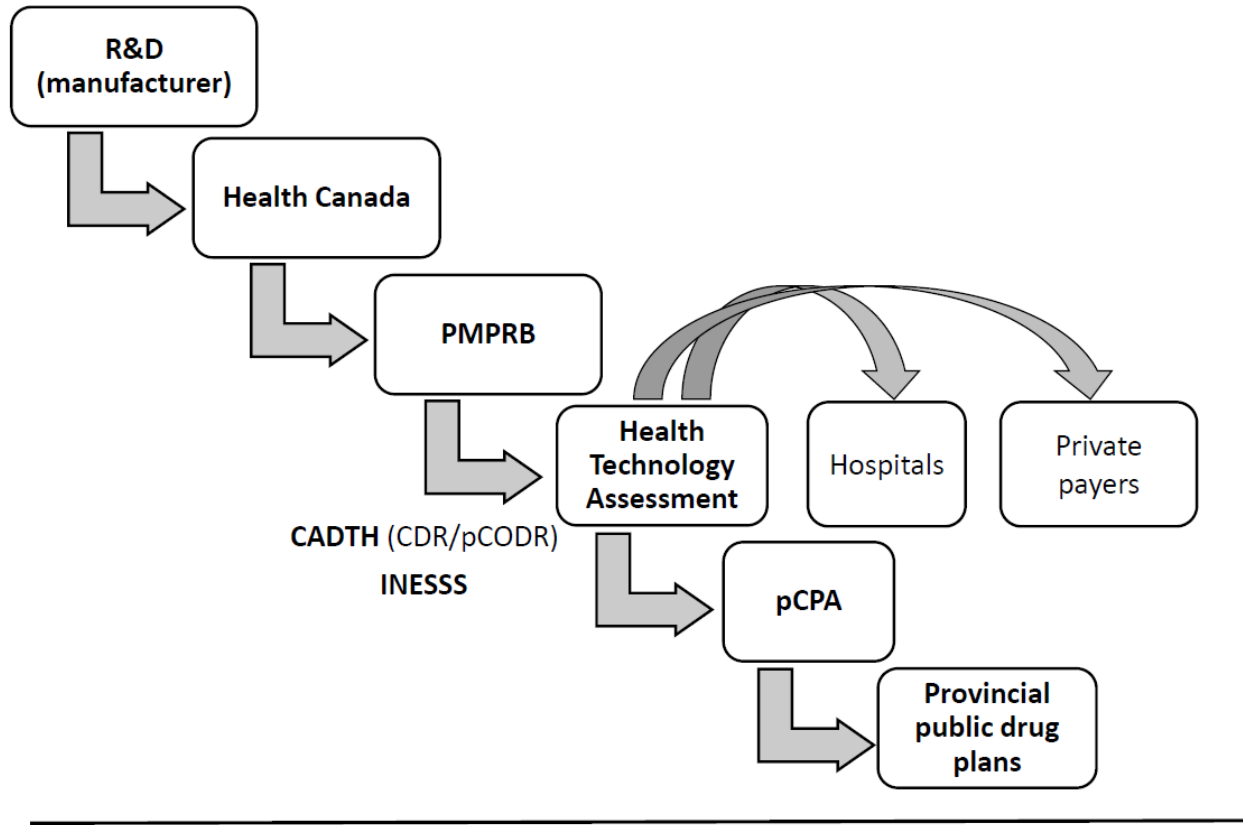 R&D
(manufacturer)
Health Canada
PMPRB
Health
Technology
Assessment
Hospitals
Private
payers
CADTH (CDR/pCODR)
INESSS
pCPA
Provincial
public drug
plans